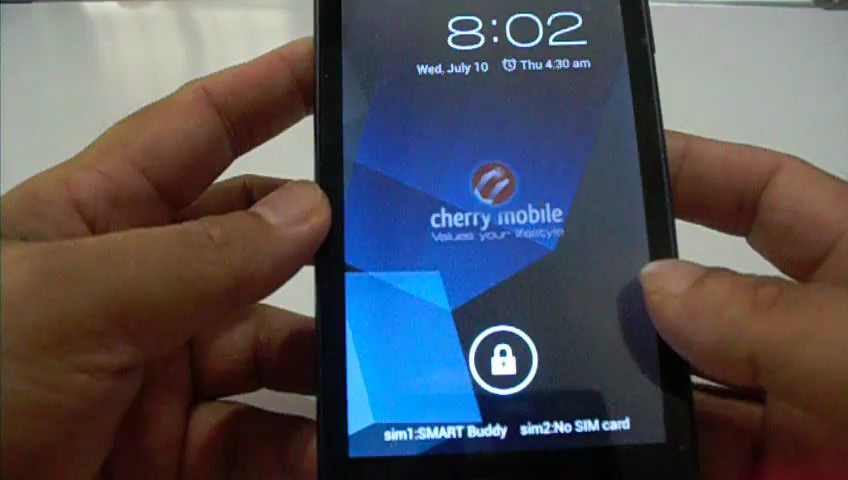 8:02
Wed, July 10 Thu 4:30 am
cherry mobile
Values your lifestyle
sim1:SMART Buddy sim2:No SIM card